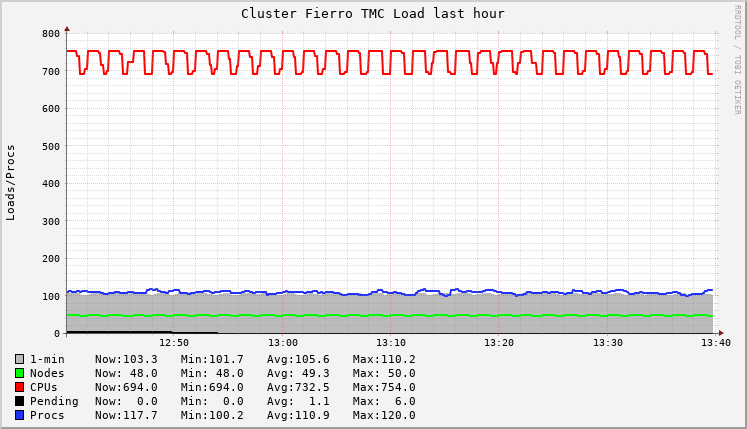 Cluster Fierro TMC Load last hour
RRDTOOL / TOBI OETIKER
Loads/Procs
800
700
600
500
400
300
200
100
0
12:50 13:00 13:10 13:20 13:30 13:40
1-min Now:103.3 Min:101.7 Avg:105.6 Max:110.2
Nodes Now: 48.0 Min: 48.0 Avg: 49.3 Max: 50.0
CPUs Now:694.0 Min:694.0 Avg:732.5 Max:754.0
Pending Now: 0.0 Min: 0.0 Avg: 1.1 Max: 6.0
Procs Now:117.7 Min:100.2 Avg:110.9 Max:120.0